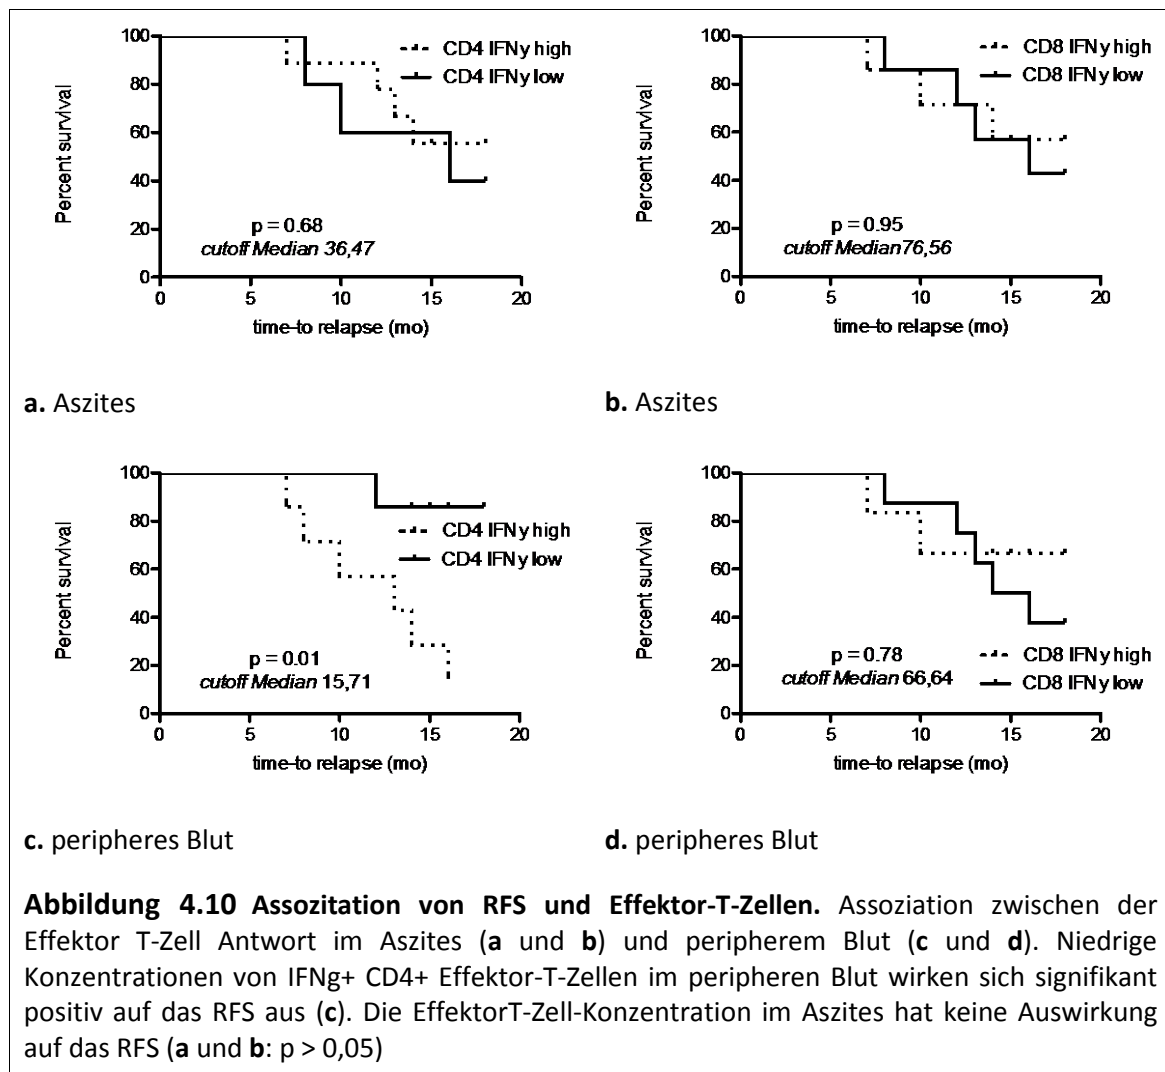 100
80
60
40
20
0
Percent survival
CD4 IFNγ high
CD4 IFNγ low
p = 0.68
cutoff Median 36,47
0 5 10 15 20
time-to relapse (mo)
a. Aszites
100
80
60
40
20
0
Percent survival
CD8 IFNγ high
CD8 IFNγ low
p = 0.95
cutoff Median76,56
0 5 10 15 20
time-to relapse (mo)
b. Aszites
100
80
60
40
20
0
Percent survival
CD4 IFNγ high
CD4 IFNγ low
p = 0.01
cutoff Median 15,71
0 5 10 15 20
time-to relapse (mo)
c. peripheres Blut
100
80
60
40
20
0
Percent survival
p = 0.78
cutoff Median 66,64
CD8 IFNγ high
CD8 IFNγ low
0 5 10 15 20
time-to relapse (mo)
d. peripheres Blut
Abbildung 4.10 Assozitation von RFS und Effektor-T-Zellen. Assoziation zwischen der
Effektor T-Zell Antwort im Aszites (a und b) und peripherem Blut (c und d). Niedrige
Konzentrationen von IFNg+ CD4+ Effektor-T-Zellen im peripheren Blut wirken sich signifikant
positiv auf das RFS aus (c). Die EffektorT-Zell-Konzentration im Aszites hat keine Auswirkung
auf das RFS (a und b: p > 0,05)